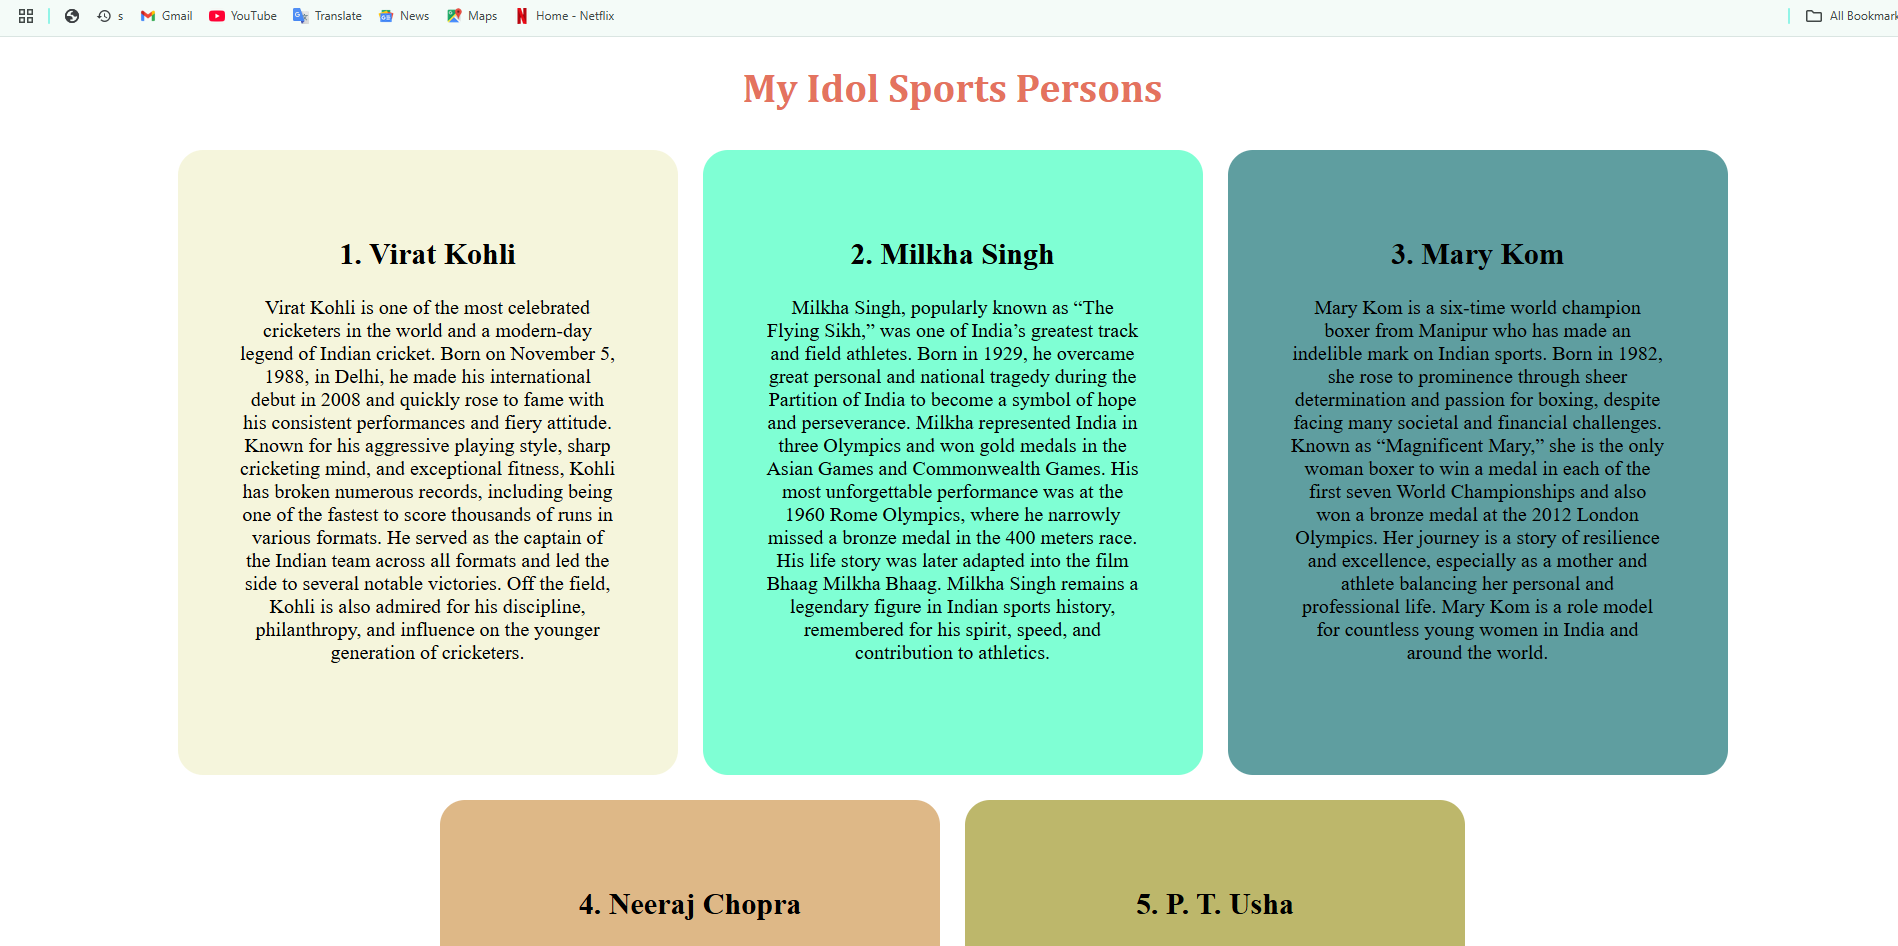 s Gmail YouTube Translate News Maps Home - Netflix All Bookmark
My Idol Sports Persons
1. Virat Kohli
Virat Kohli is one of the most celebrated
cricketers in the world and a modern-day
legend of Indian cricket. Born on November 5,
1988, in Delhi, he made his international
debut in 2008 and quickly rose to fame with
his consistent performances and fiery attitude.
Known for his aggressive playing style, sharp
cricketing mind, and exceptional fitness, Kohli
has broken numerous records, including being
one of the fastest to score thousands of runs in
various formats. He served as the captain of
the Indian team across all formats and led the
side to several notable victories. Off the field,
Kohli is also admired for his discipline,
philanthropy, and influence on the younger
generation of cricketers.
2. Milkha Singh
Milkha Singh, popularly known as “The
Flying Sikh,” was one of India’s greatest track
and field athletes. Born in 1929, he overcame
great personal and national tragedy during the
Partition of India to become a symbol of hope
and perseverance. Milkha represented India in
three Olympics and won gold medals in the
Asian Games and Commonwealth Games. His
most unforgettable performance was at the
1960 Rome Olympics, where he narrowly
missed a bronze medal in the 400 meters race.
His life story was later adapted into the film
Bhaag Milkha Bhaag. Milkha Singh remains a
legendary figure in Indian sports history,
remembered for his spirit, speed, and
contribution to athletics.
3. Mary Kom
Mary Kom is a six-time world champion
boxer from Manipur who has made an
indelible mark on Indian sports. Born in 1982,
she rose to prominence through sheer
determination and passion for boxing, despite
facing many societal and financial challenges.
Known as “Magnificent Mary,” she is the only
woman boxer to win a medal in each of the
first seven World Championships and also
won a bronze medal at the 2012 London
Olympics. Her journey is a story of resilience
and excellence, especially as a mother and
athlete balancing her personal and
professional life. Mary Kom is a role model
for countless young women in India and
around the world.
4. Neeraj Chopra
5. P. T. Usha